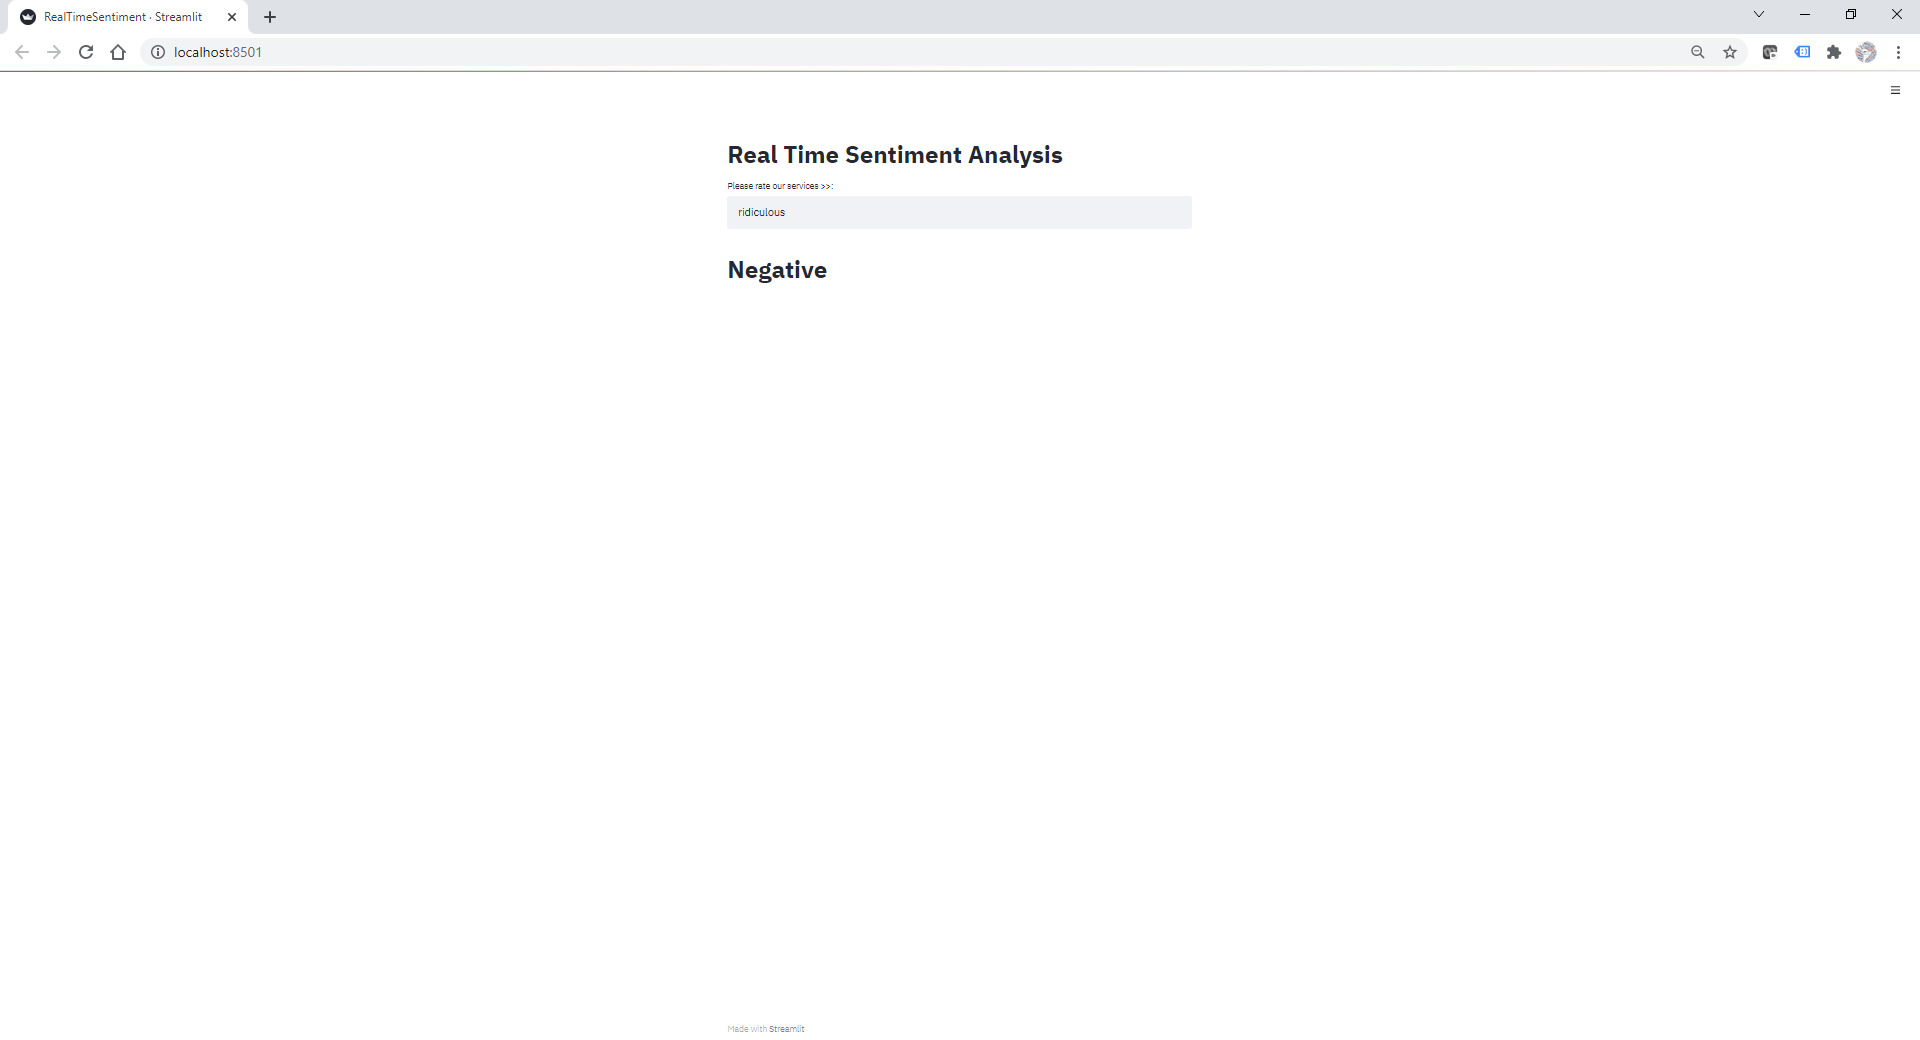 RealTimeSentiment · Streamlit
localhost:8501
Real Time Sentiment Analysis
Please rate our services >>:
ridiculous
Negative
Made with Streamlit